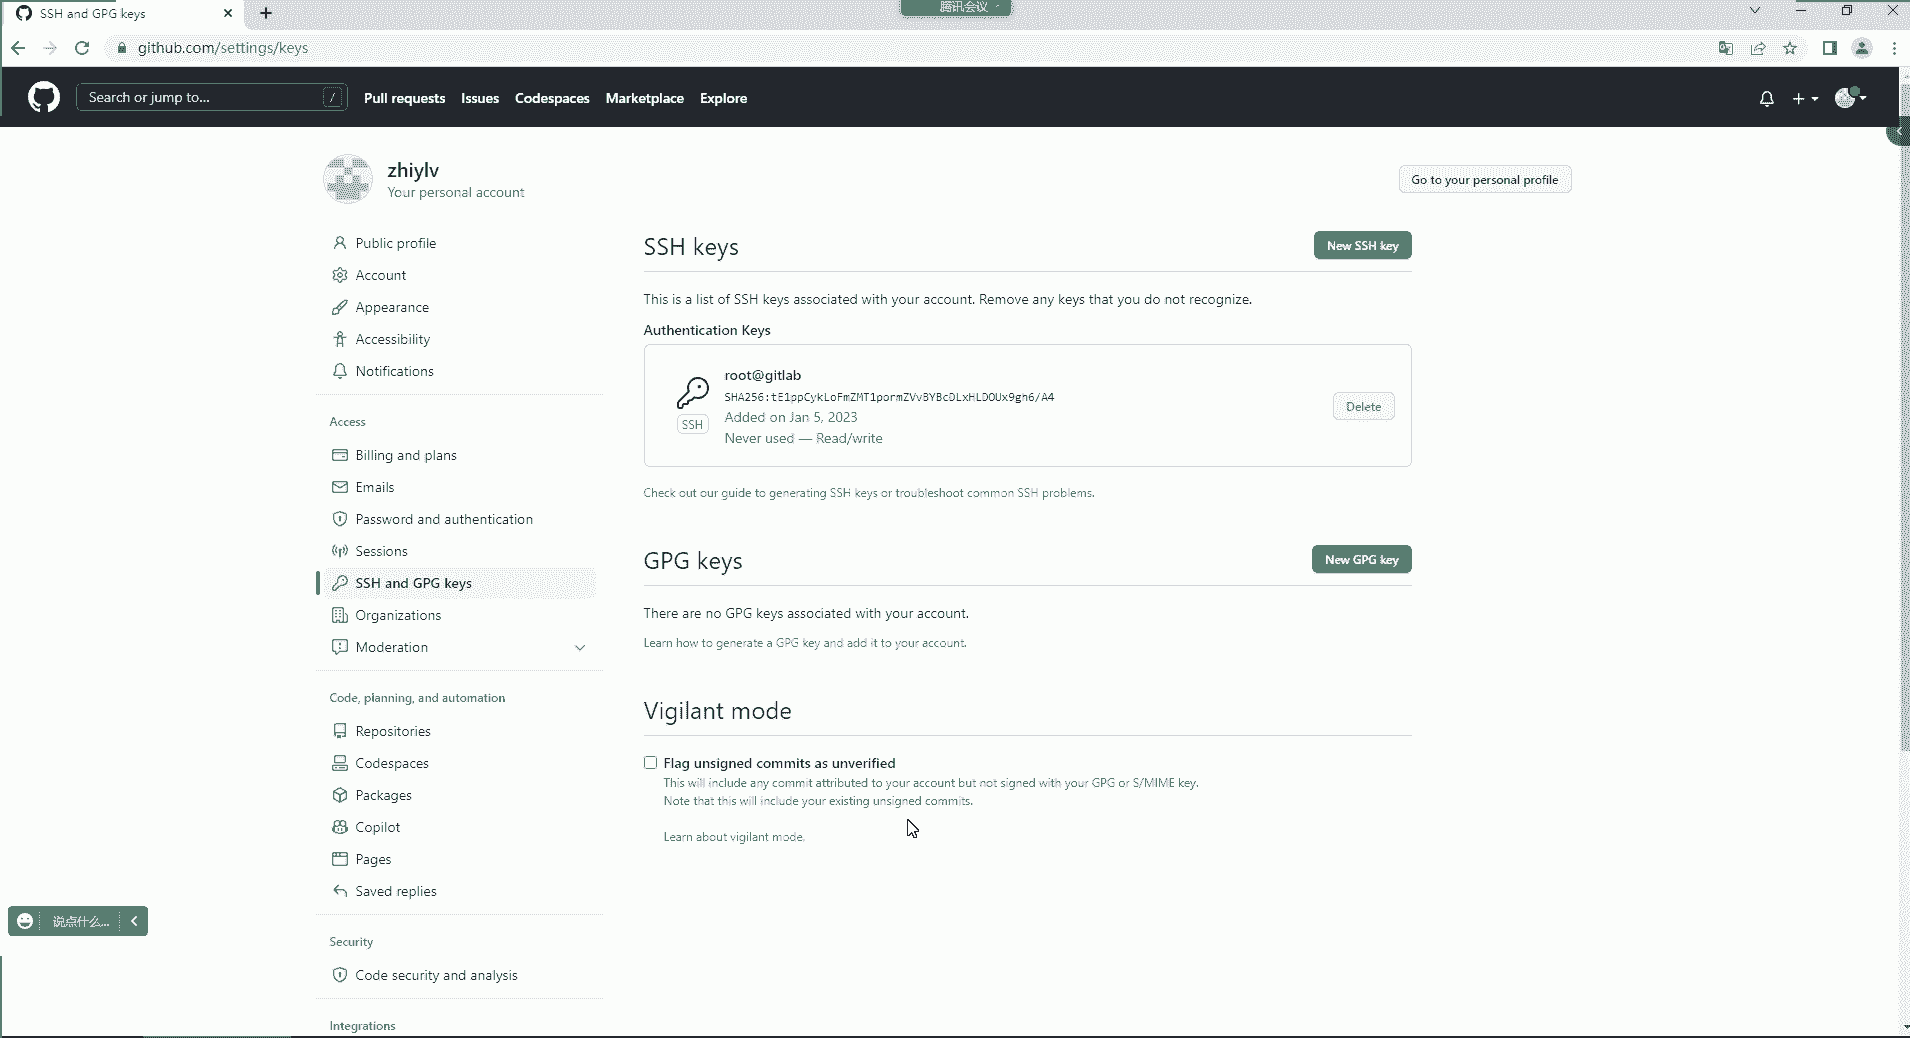 SSH and GPG keys
腾讯会议
github.com/settings/keys
Search or jump to... /
Pull requests Issues Codespaces Marketplace Explore
zhiylv
Your personal account
Go to your personal profile
Public profile
Account
Appearance
Accessibility
Notifications
Access
Billing and plans
Emails
Password and authentication
Sessions
SSH and GPG keys
Organizations
Moderation
Code, planning, and automation
Repositories
Codespaces
Packages
Copilot
Pages
Saved replies
Security
Code security and analysis
Integrations
SSH keys
New SSH key
This is a list of SSH keys associated with your account. Remove any keys that you do not recognize.
Authentication Keys
root@gitlab
SHA256:tE1ppCykLoFmZMT1pormZVvBYBcDLxHLDOUx9gh6/A4
Added on Jan 5, 2023
Never used — Read/write
SSH
Delete
Check out our guide to generating SSH keys or troubleshoot common SSH problems.
GPG keys
New GPG key
There are no GPG keys associated with your account.
Learn how to generate a GPG key and add it to your account.
Vigilant mode
Flag unsigned commits as unverified
This will include any commit attributed to your account but not signed with your GPG or S/MIME key.
Note that this will include your existing unsigned commits.
Learn about vigilant mode.
说点什么...